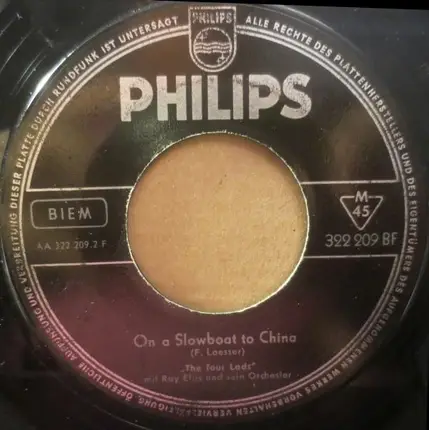 ALLE RECHTE DES PLATTENHERSTELLERS UND DES EIGENTÜMERS DES AUFGENOMMENEN WERKES VORBEHALTEN
ÖFFENTLICHE AUFFÜHRUNG UND VERBREITUNG DIESER PLATTE DURCH RUNDFUNK IST UNTERSAGT
PHILIPS
PHILIPS
BIEM
M
45
AA 322 209.2 F
322 209 BF
On a Slowboat to China
(F. Loesser)
„The Four Lads"
mit Ray Ellis und sein Orchester